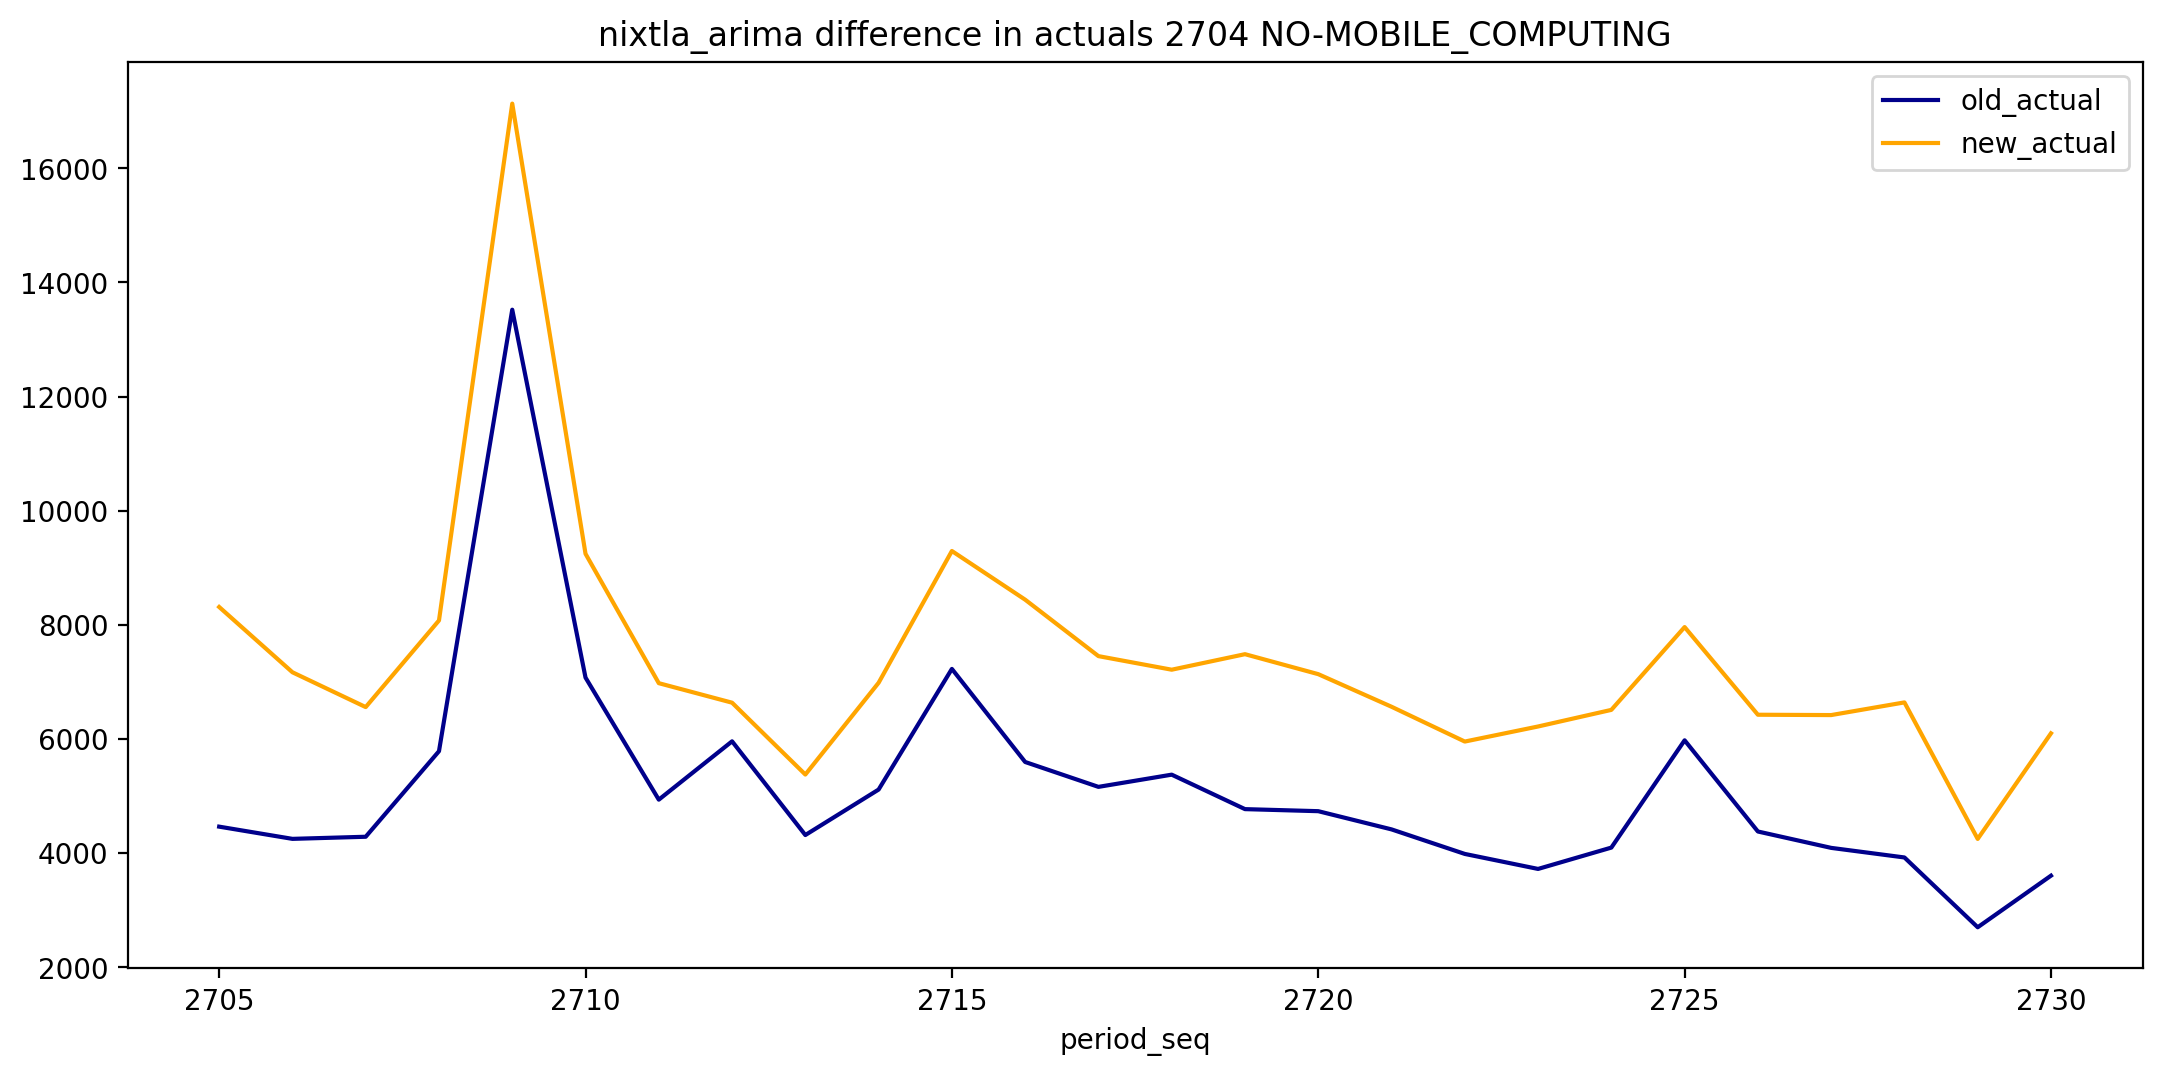 nixtla_arima difference in actuals 2704 NO-MOBILE_COMPUTING
old_actual
new_actual
16000
14000
12000
10000
8000
6000
4000
2000
2705 2710 2715 2720 2725 2730
period_seq